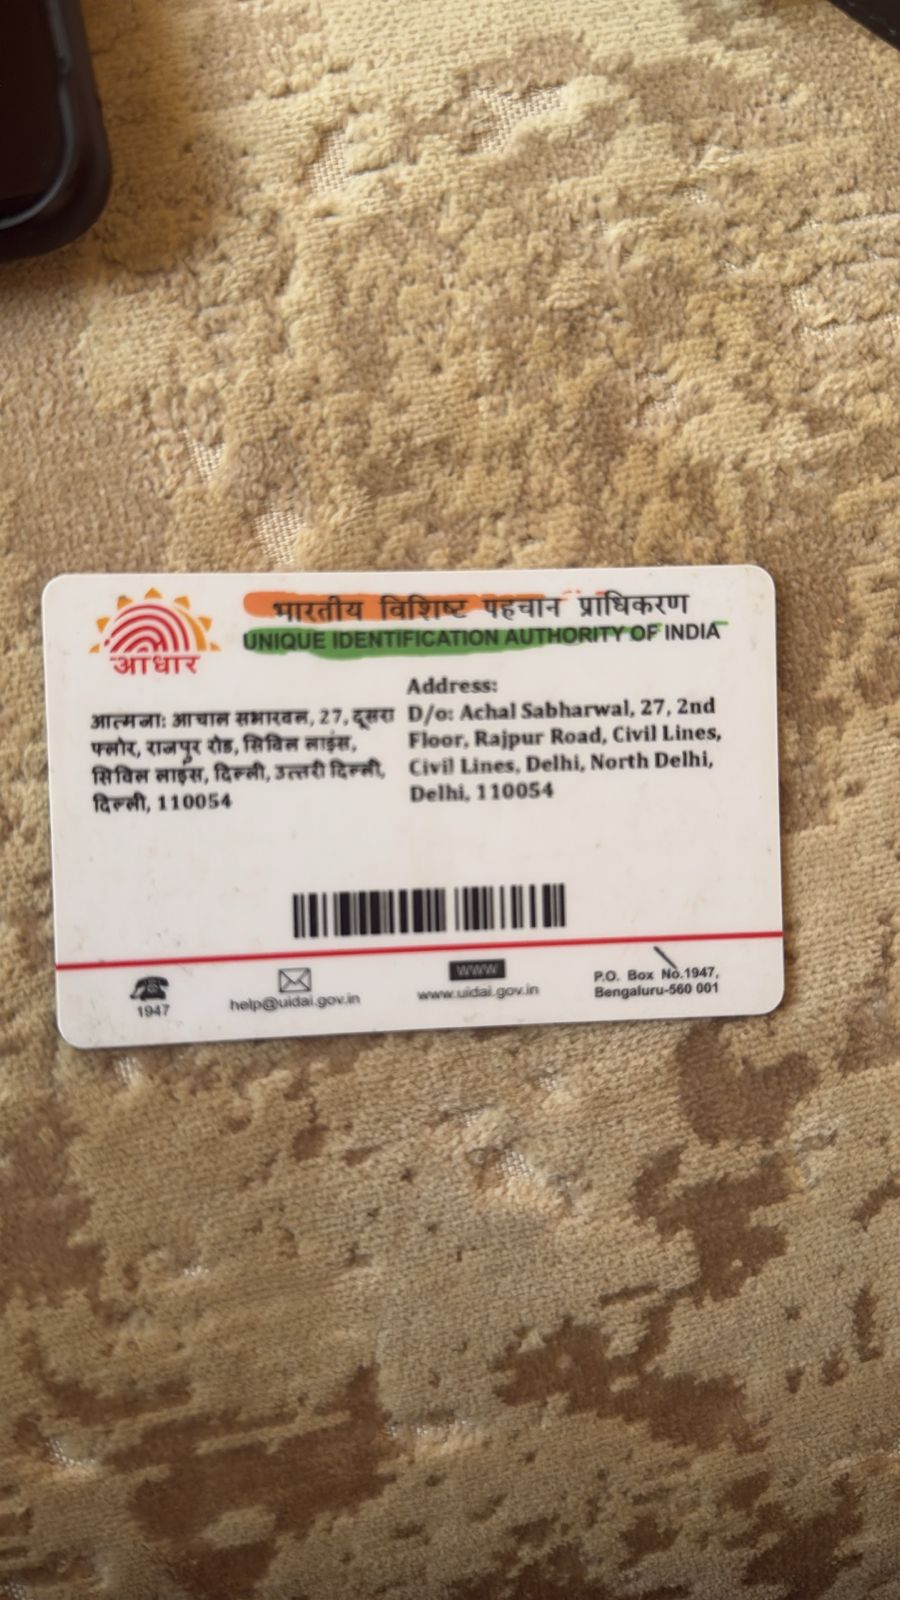 भारतीय विशिष्ट पहचान प्राधिकरण
UNIQUE IDENTIFICATION AUTHORITY OF INDIA
आधार
आत्मजा: आचाल सभारवल, 27, दूसरा
फ्लोर, राजपुर रोड, सिविल लाइंस,
सिविल लाइंस, दिल्ली, उत्तरी दिल्ली,
दिल्ली, 110054
Address:
D/o: Achal Sabharwal, 27, 2nd
Floor, Rajpur Road, Civil Lines,
Civil Lines, Delhi, North Delhi,
Delhi, 110054
1947
help@uidai.gov.in
WWW
www.uidai.gov.in
P.O. Box No.1947,
Bengaluru-560 001